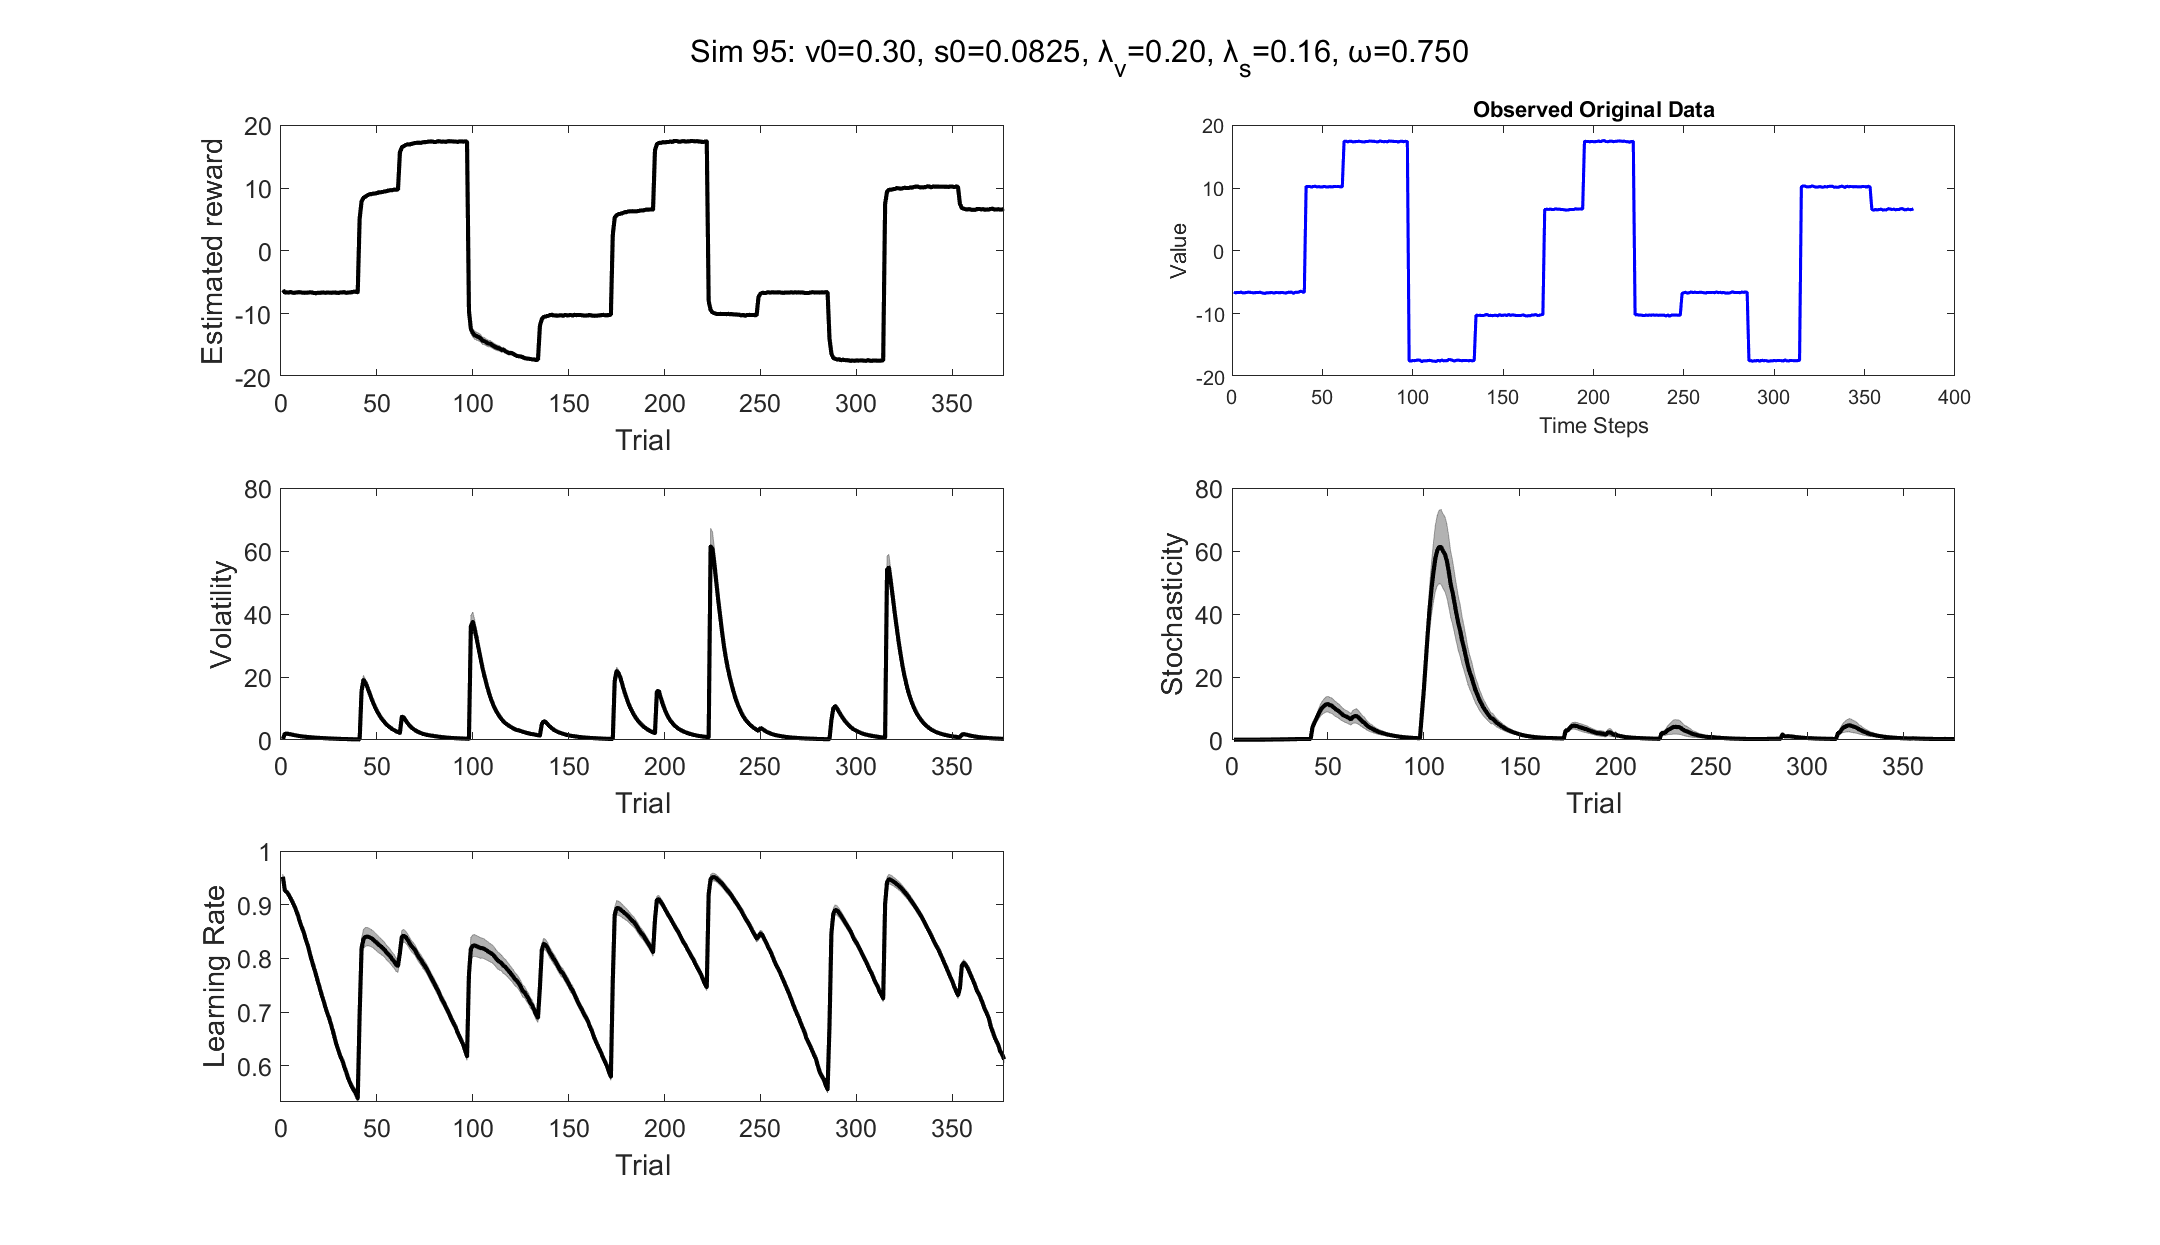 Sim 95: v0=0.30, s0=0.0825, λv=0.20, λs=0.16, ω=0.750
Estimated reward
20
10
0
-10
-20
0 50 100 150 200 250 300 350
Trial
Observed Original Data
Value
20
10
0
-10
-20
0 50 100 150 200 250 300 350 400
Time Steps
Volatility
80
60
40
20
0
0 50 100 150 200 250 300 350
Trial
Stochasticity
80
60
40
20
0
0 50 100 150 200 250 300 350
Trial
Learning Rate
1
0.9
0.8
0.7
0.6
0 50 100 150 200 250 300 350
Trial